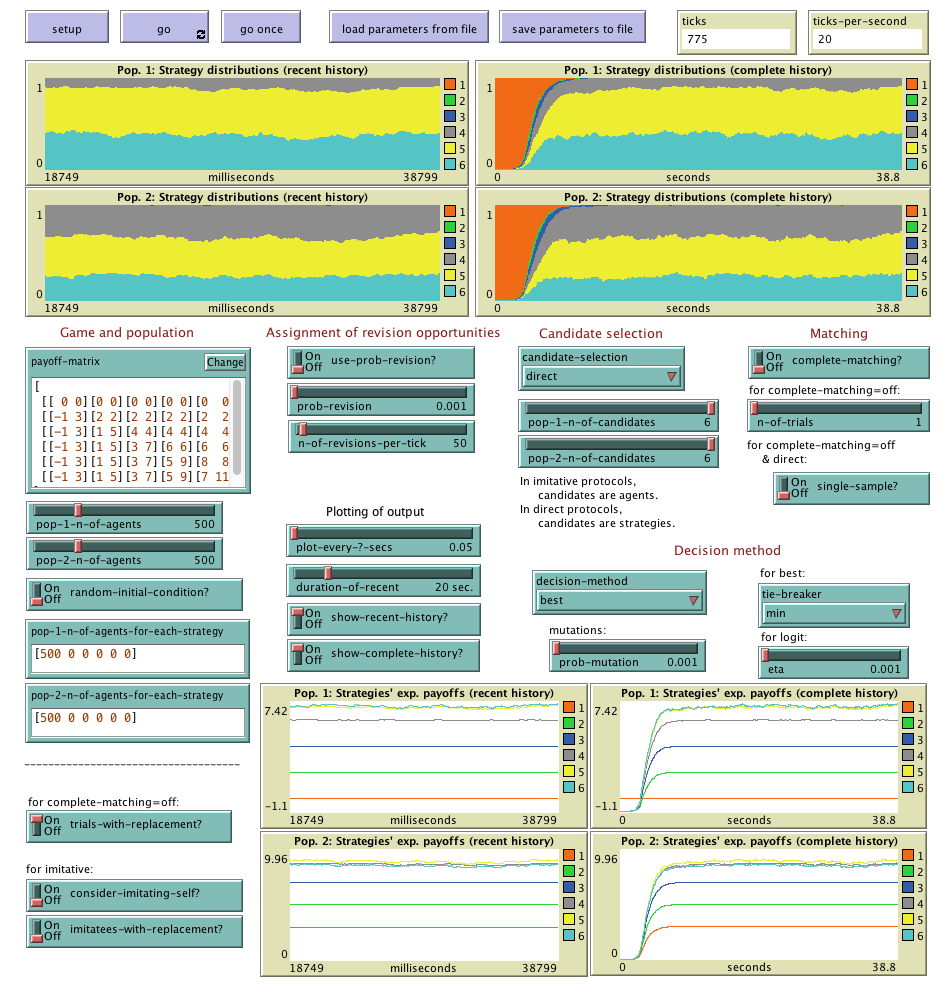 setup
go
go once
load parameters from file
save parameters to file
ticks
775
ticks-per-second
20
Pop. 1: Strategy distributions (recent history)
1
0
18749 milliseconds 38799
1
2
3
4
5
6
Pop. 1: Strategy distributions (complete history)
1
0
0 seconds 38.8
1
2
3
4
5
6
Pop. 2: Strategy distributions (recent history)
1
0
18749 milliseconds 38799
1
2
3
4
5
6
Pop. 2: Strategy distributions (complete history)
1
0
0 seconds 38.8
1
2
3
4
5
6
Game and population
payoff-matrix
Change
[
[[ 0 0][0 0][0 0][0 0][0 0
[[-1 3][2 2][2 2][2 2][2 2
[[-1 3][1 5][4 4][4 4][4 4
[[-1 3][1 5][3 7][6 6][6 6
[[-1 3][1 5][3 7][5 9][8 8
[[-1 3][1 5][3 7][5 9][7 11
pop-1-n-of-agents 500
pop-2-n-of-agents 500
On
Off
random-initial-condition?
pop-1-n-of-agents-for-each-strategy
[500 0 0 0 0 0]
pop-2-n-of-agents-for-each-strategy
[500 0 0 0 0 0]
------------------------------------
for complete-matching=off:
On
Off
trials-with-replacement?
for imitative:
On
Off
consider-imitating-self?
On
Off
imitatees-with-replacement?
Assignment of revision opportunities
On
Off
use-prob-revision?
prob-revision 0.001
n-of-revisions-per-tick 50
Plotting of output
plot-every-?-secs 0.05
duration-of-recent 20 sec.
On
Off
show-recent-history?
On
Off
show-complete-history?
Candidate selection
candidate-selection
direct
pop-1-n-of-candidates 6
pop-2-n-of-candidates 6
In imitative protocols,
candidates are agents.
In direct protocols,
candidates are strategies.
Matching
On
Off
complete-matching?
for complete-matching=off:
n-of-trials 1
for complete-matching=off
& direct:
On
Off
single-sample?
Decision method
decision-method
best
mutations:
prob-mutation 0.001
for best:
tie-breaker
min
for logit:
eta 0.001
Pop. 1: Strategies' exp. payoffs (recent history)
7.42
-1.1
18749 milliseconds 38799
1
2
3
4
5
6
Pop. 1: Strategies' exp. payoffs (complete history)
7.42
-1.1
0 seconds 38.8
1
2
3
4
5
6
Pop. 2: Strategies' exp. payoffs (recent history)
9.96
0
18749 milliseconds 38799
1
2
3
4
5
6
Pop. 2: Strategies' exp. payoffs (complete history)
9.96
0
0 seconds 38.8
1
2
3
4
5
6